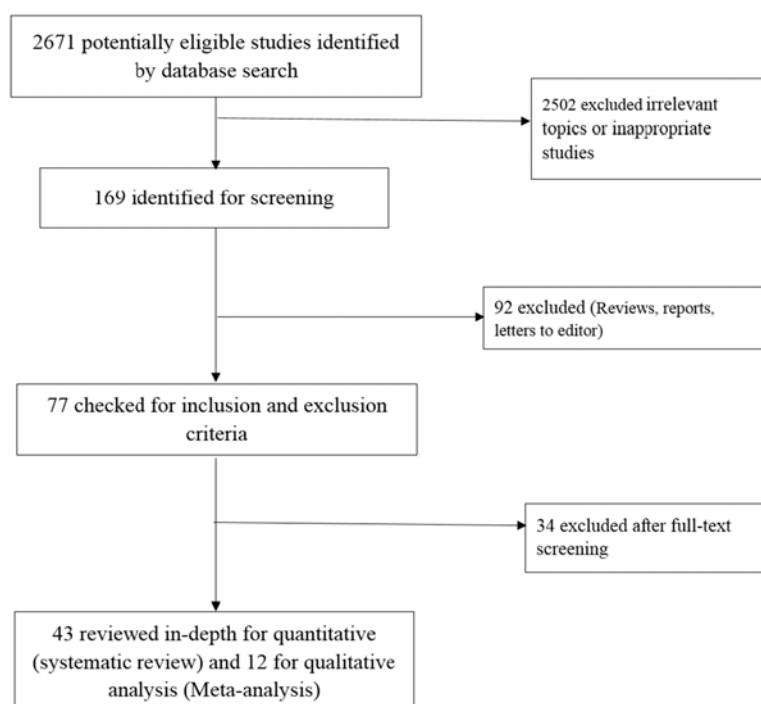 2671 potentially eligible studies identified
by database search
2502 excluded irrelevant
topics or inappropriate
studies
169 identified for screening
92 excluded (Reviews, reports,
letters to editor)
77 checked for inclusion and exclusion
criteria
34 excluded after full-text
screening
43 reviewed in-depth for quantitative
(systematic review) and 12 for qualitative
analysis (Meta-analysis)